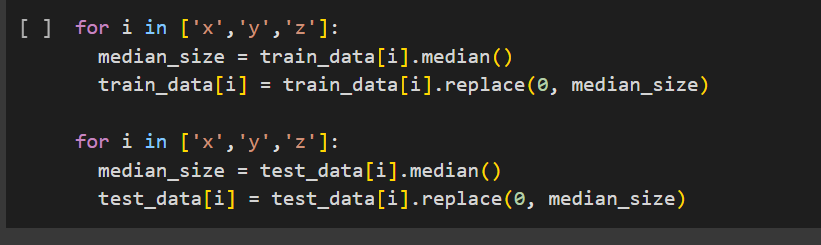 [ ] for i in ['x','y','z']:
  median_size = train_data[i].median()
  train_data[i] = train_data[i].replace(0, median_size)

for i in ['x','y','z']:
  median_size = test_data[i].median()
  test_data[i] = test_data[i].replace(0, median_size)